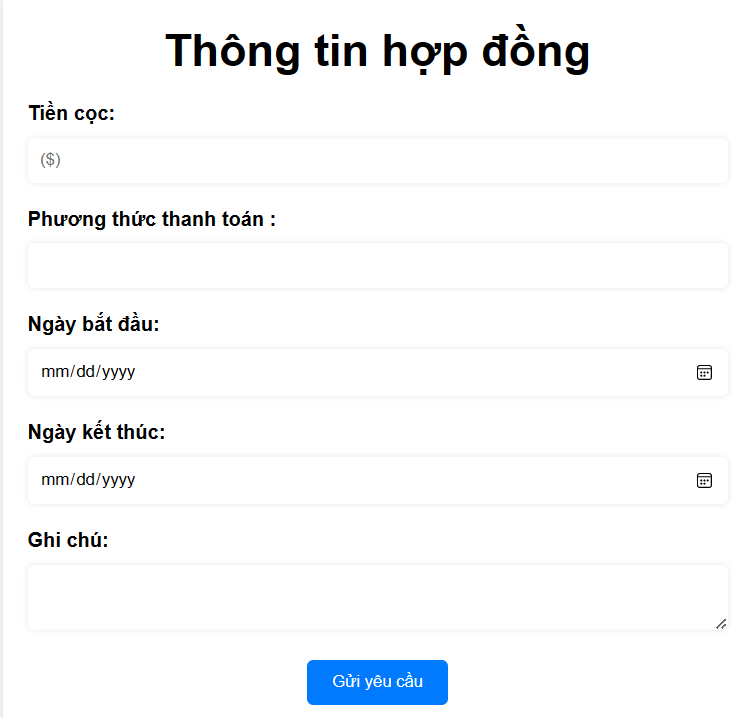 Thông tin hợp đồng
Tiền cọc:
($)
Phương thức thanh toán :
Ngày bắt đầu:
mm/dd/yyyy
Ngày kết thúc:
mm/dd/yyyy
Ghi chú:
Gửi yêu cầu